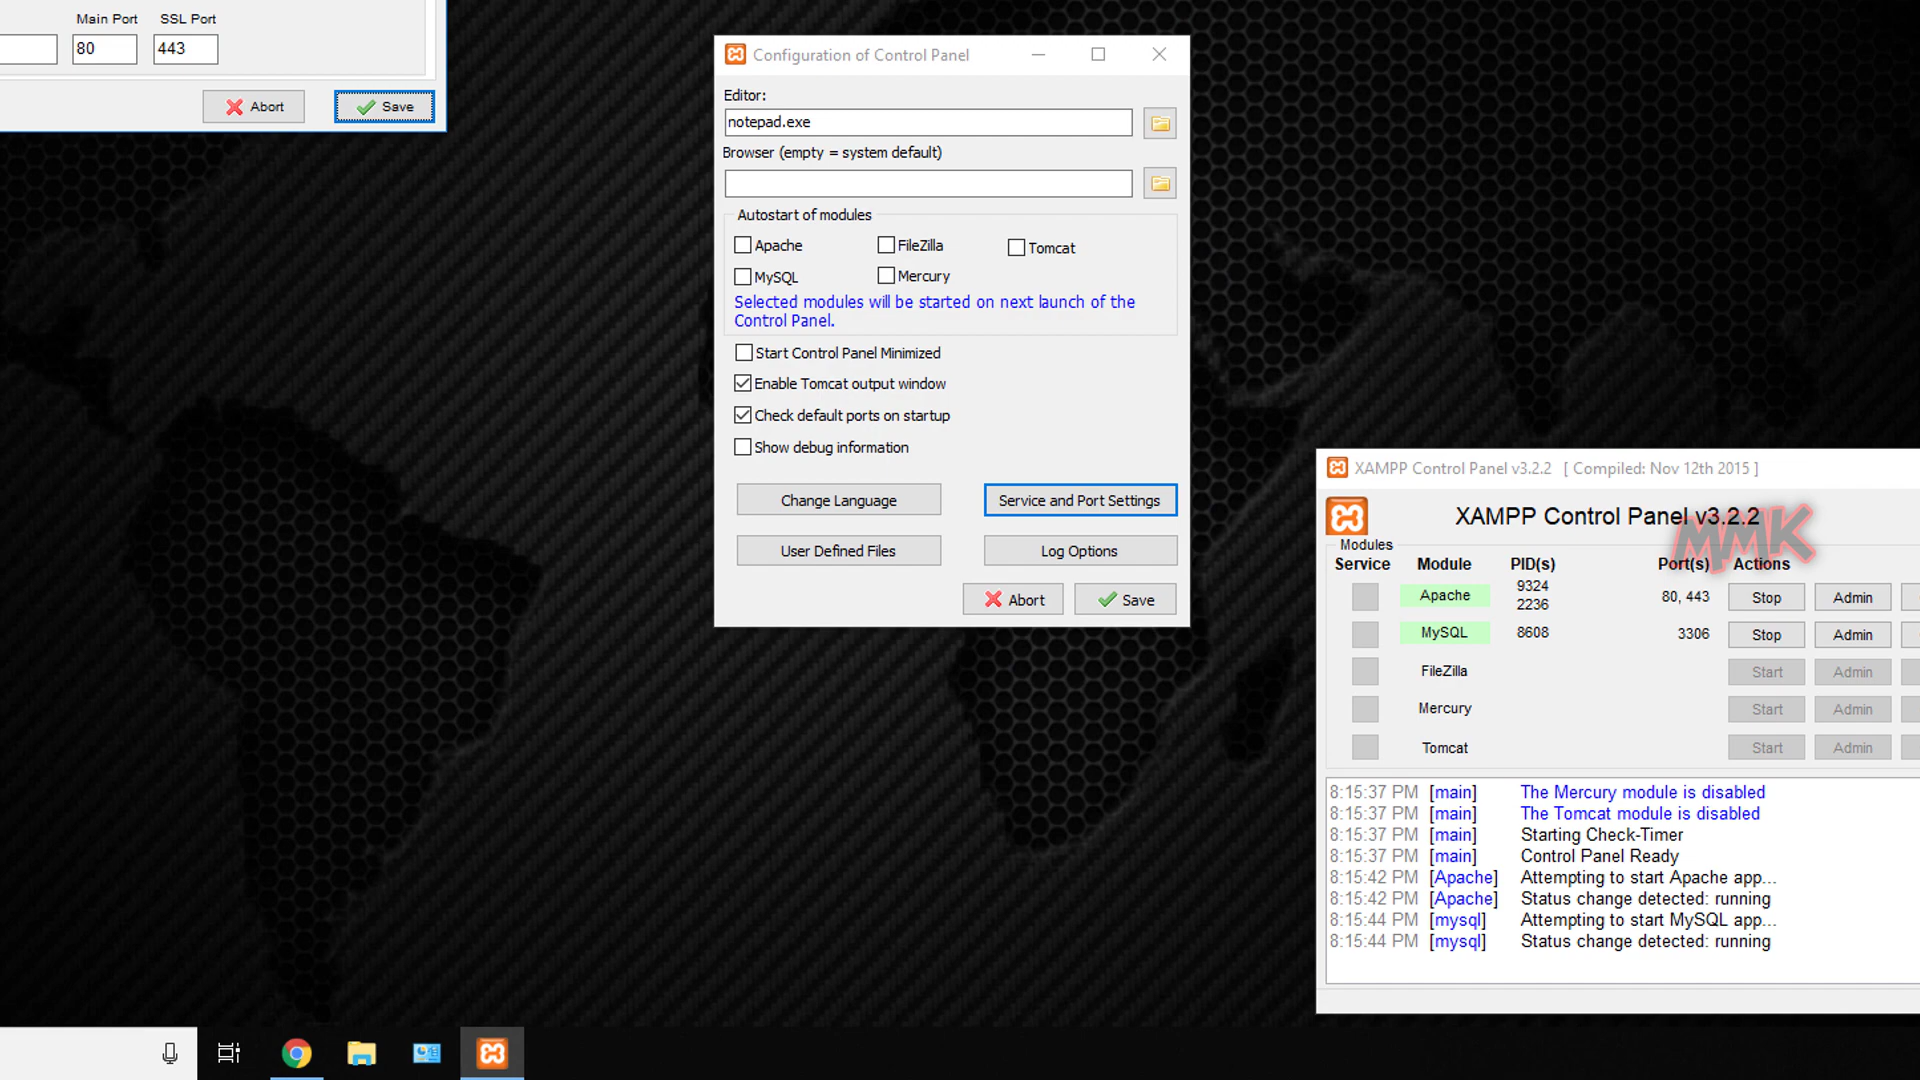 Main Port SSL Port
80 443
Abort Save
Configuration of Control Panel
Editor:
notepad.exe
Browser (empty = system default)
Autostart of modules
Apache FileZilla Tomcat
MySQL Mercury
Selected modules will be started on next launch of the
Control Panel.
Start Control Panel Minimized
Enable Tomcat output window
Check default ports on startup
Show debug information
Change Language Service and Port Settings
User Defined Files Log Options
Abort Save
XAMPP Control Panel v3.2.2 [ Compiled: Nov 12th 2015 ]
XAMPP Control Panel v3.2.2
MMK
Modules
Service Module PID(s) Port(s) Actions
Apache 9324 2236 80, 443 Stop Admin
MySQL 8608 3306 Stop Admin
FileZilla Start Admin
Mercury Start Admin
Tomcat Start Admin
8:15:37 PM [main] The Mercury module is disabled
8:15:37 PM [main] The Tomcat module is disabled
8:15:37 PM [main] Starting Check-Timer
8:15:37 PM [main] Control Panel Ready
8:15:42 PM [Apache] Attempting to start Apache app...
8:15:42 PM [Apache] Status change detected: running
8:15:44 PM [mysql] Attempting to start MySQL app...
8:15:44 PM [mysql] Status change detected: running